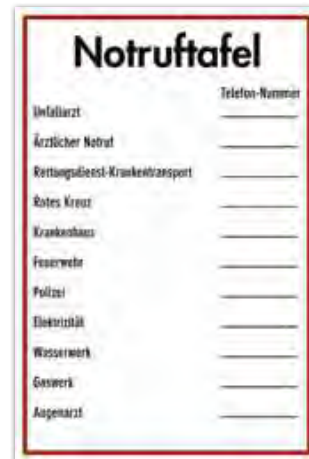 Notruftafel
Telefon-Nummer
Unfallarzt
Ärztlicher Notruf
Rettungsdienst-Krankentransport
Rotes Kreuz
Krankenhaus
Feuerwehr
Polizei
Elektrizität
Wasserwerk
Gaswerk
Augenarzt